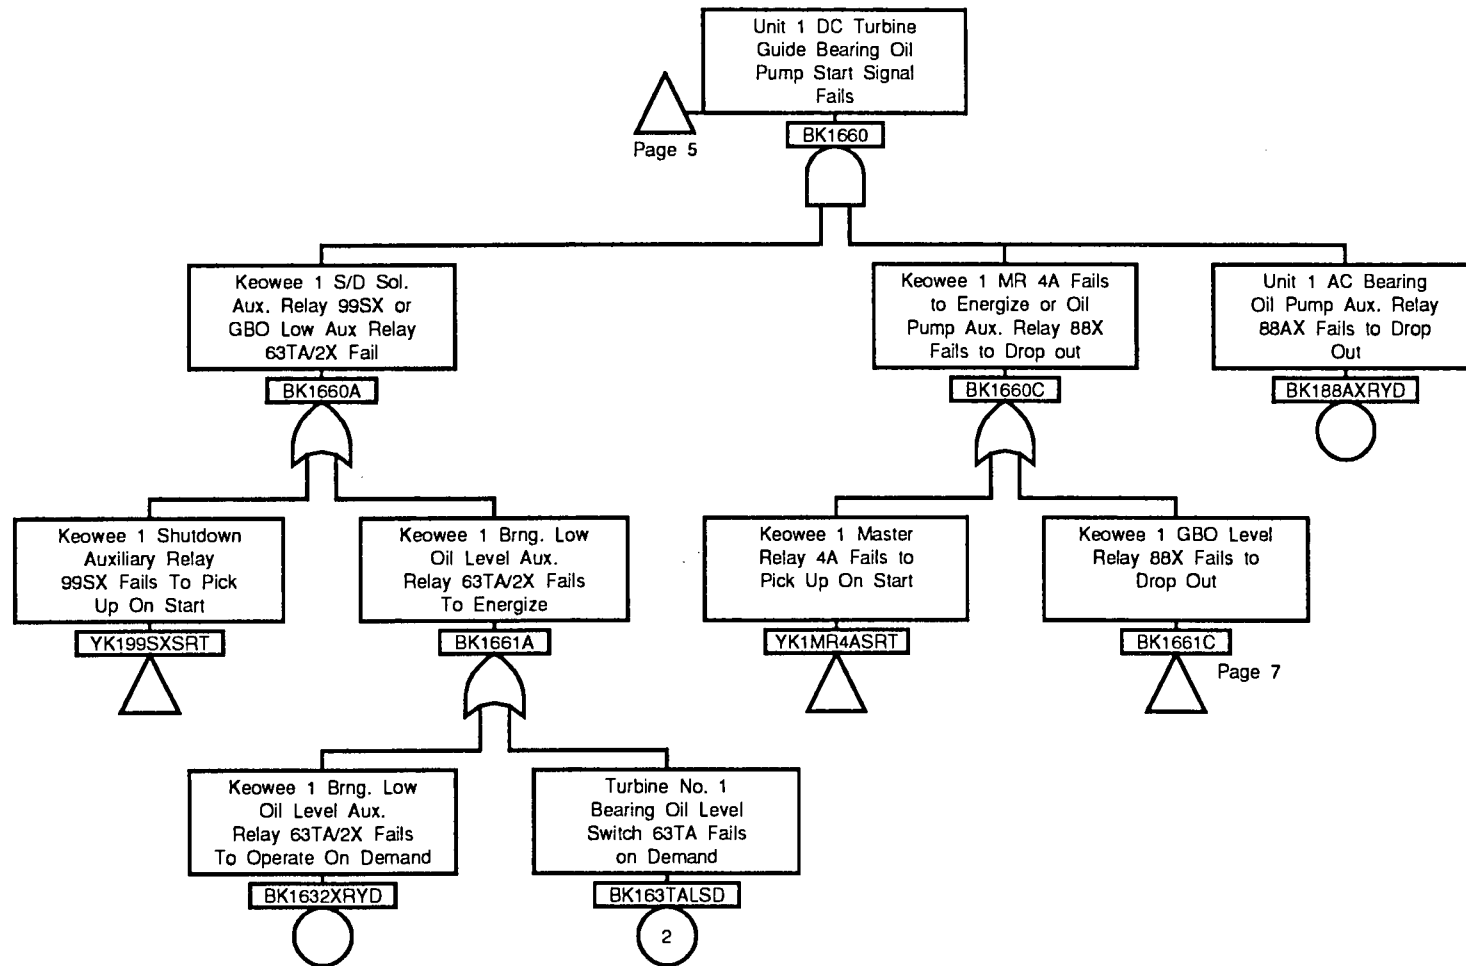 Unit 1 DC Turbine
Guide Bearing Oil
Pump Start Signal
Fails
Page 5
BK1660
Keowee 1 S/D Sol.
Aux. Relay 99SX or
GBO Low Aux Relay
63TA/2X Fail
BK1660A
Keowee 1 MR 4A Fails
to Energize or Oil
Pump Aux. Relay 88X
Fails to Drop out
BK1660C
Unit 1 AC Bearing
Oil Pump Aux. Relay
88AX Fails to Drop
Out
BK188AXRYD
Keowee 1 Shutdown
Auxiliary Relay
99SX Fails To Pick
Up On Start
YK199SXSRT
Keowee 1 Brng. Low
Oil Level Aux.
Relay 63TA/2X Fails
To Energize
BK1661A
Keowee 1 Master
Relay 4A Fails to
Pick Up On Start
YK1MR4ASRT
Keowee 1 GBO Level
Relay 88X Fails to
Drop Out
BK1661C
Page 7
Keowee 1 Brng. Low
Oil Level Aux.
Relay 63TA/2X Fails
To Operate On Demand
BK1632XRYD
Turbine No. 1
Bearing Oil Level
Switch 63TA Fails
on Demand
BK163TALSD
2